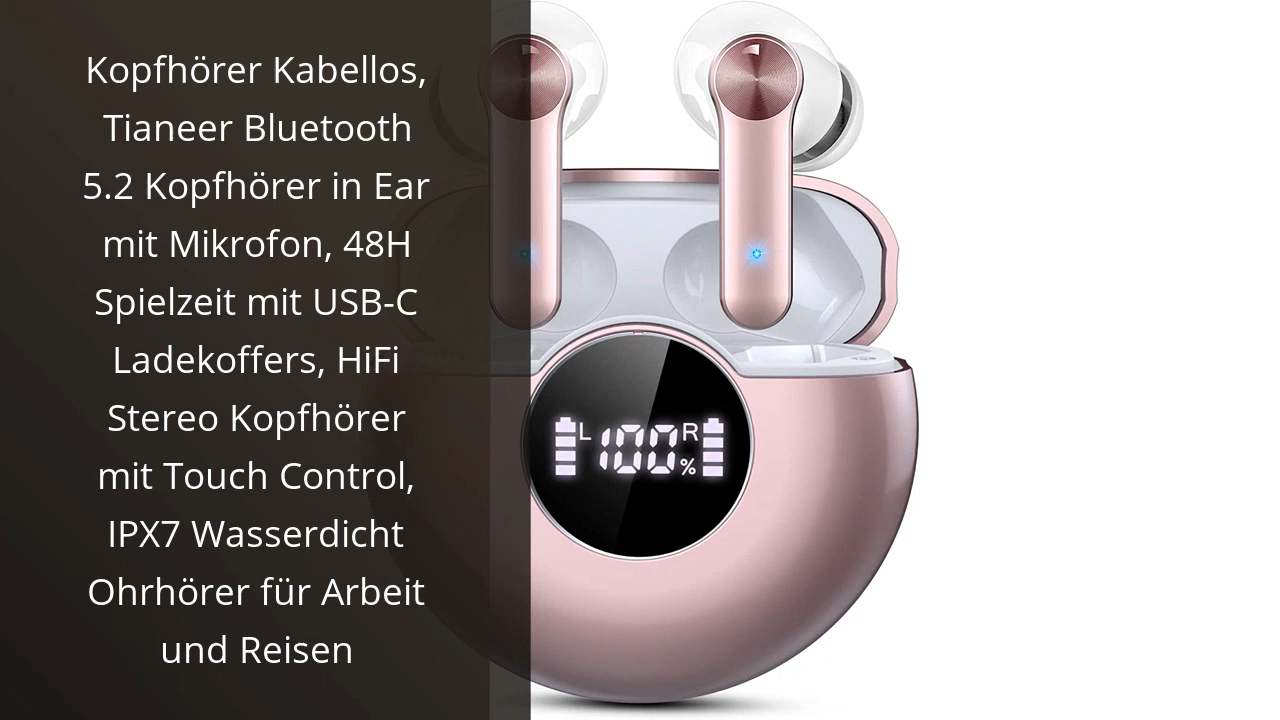 Kopfhörer Kabellos,
Tianeer Bluetooth
5.2 Kopfhörer in Ear
mit Mikrofon, 48H
Spielzeit mit USB-C
Ladekoffers, HiFi
Stereo Kopfhörer
mit Touch Control,
IPX7 Wasserdicht
Ohrhörer für Arbeit
und Reisen
L 100% R